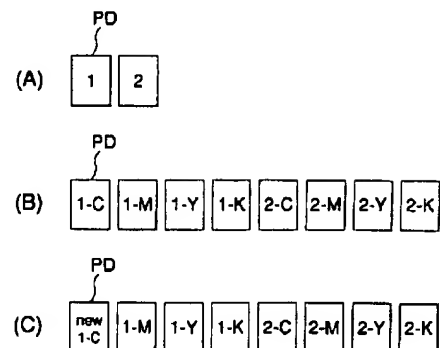 PD
(A) 1 2
PD
(B) 1-C 1-M 1-Y 1-K 2-C 2-M 2-Y 2-K
PD
(C) new 1-C 1-M 1-Y 1-K 2-C 2-M 2-Y 2-K